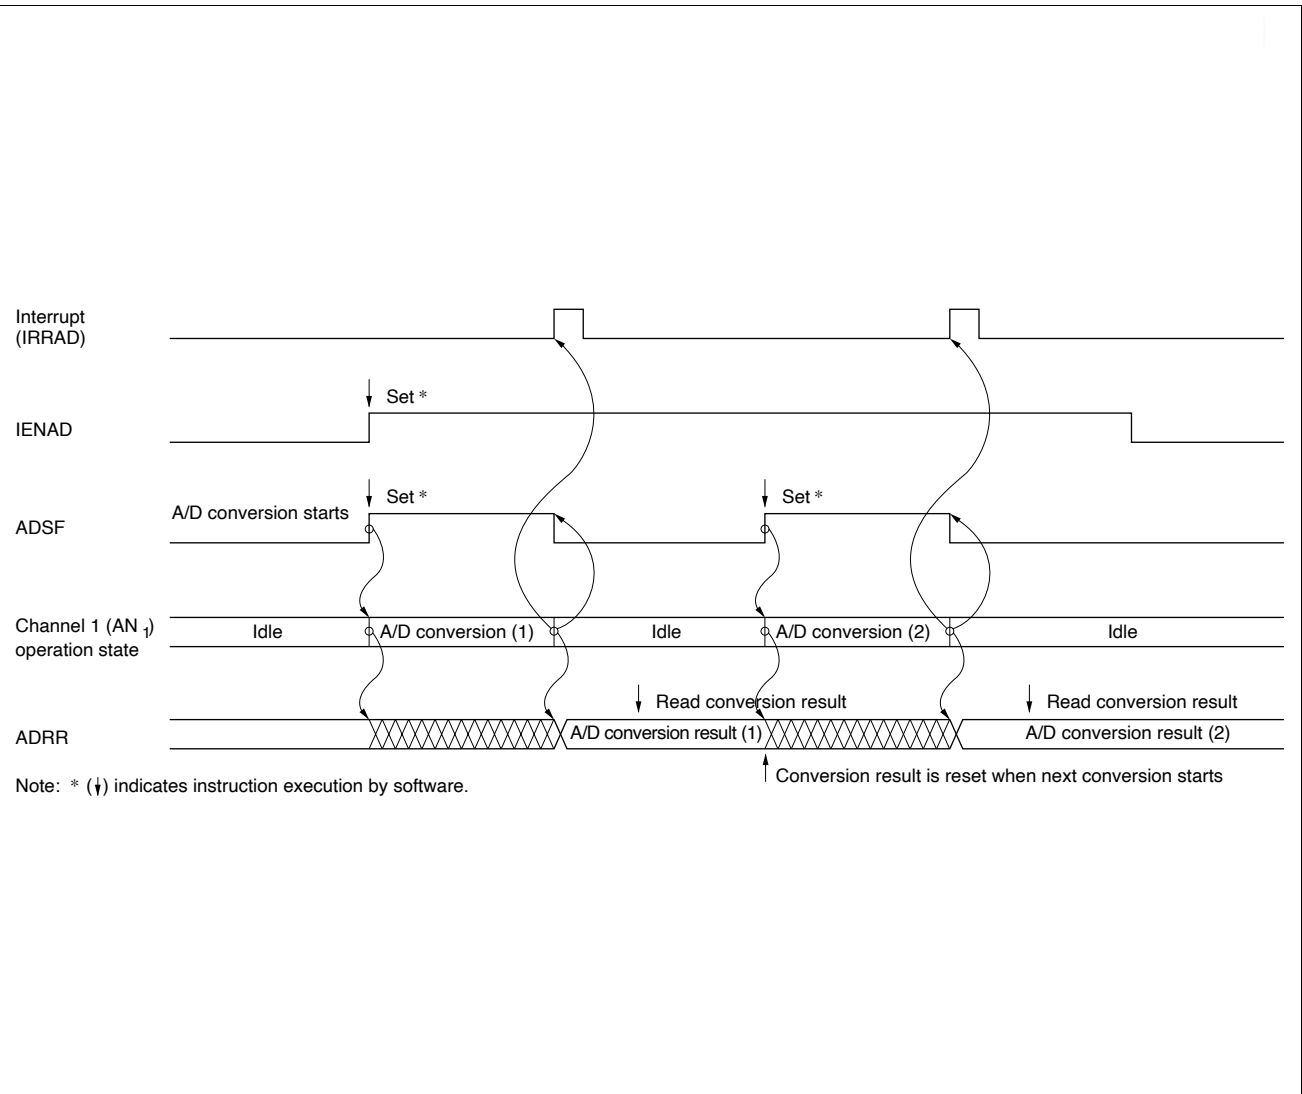 Interrupt
(IRRAD)
Set *
IENAD
Set *
Set *
A/D conversion starts
ADSF
Channel 1 (AN 1)
operation state
Idle
A/D conversion (1)
Idle
A/D conversion (2)
Idle
Read conversion result
Read conversion result
ADRR
A/D conversion result (1)
A/D conversion result (2)
Conversion result is reset when next conversion starts
Note: * (↓) indicates instruction execution by software.